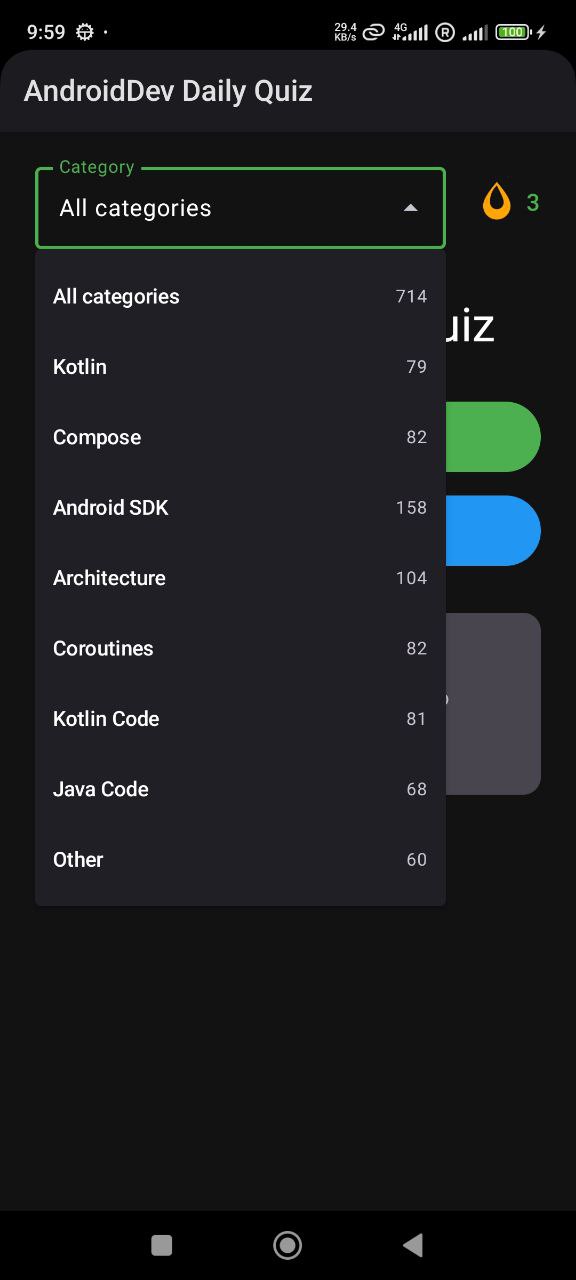 9:59
29.4
KB/s
4G
R
100
AndroidDev Daily Quiz
Category
All categories
3
All categories 714
uiz
Kotlin 79
Compose 82
Android SDK 158
Architecture 104
Coroutines 82
Kotlin Code 81
Java Code 68
Other 60